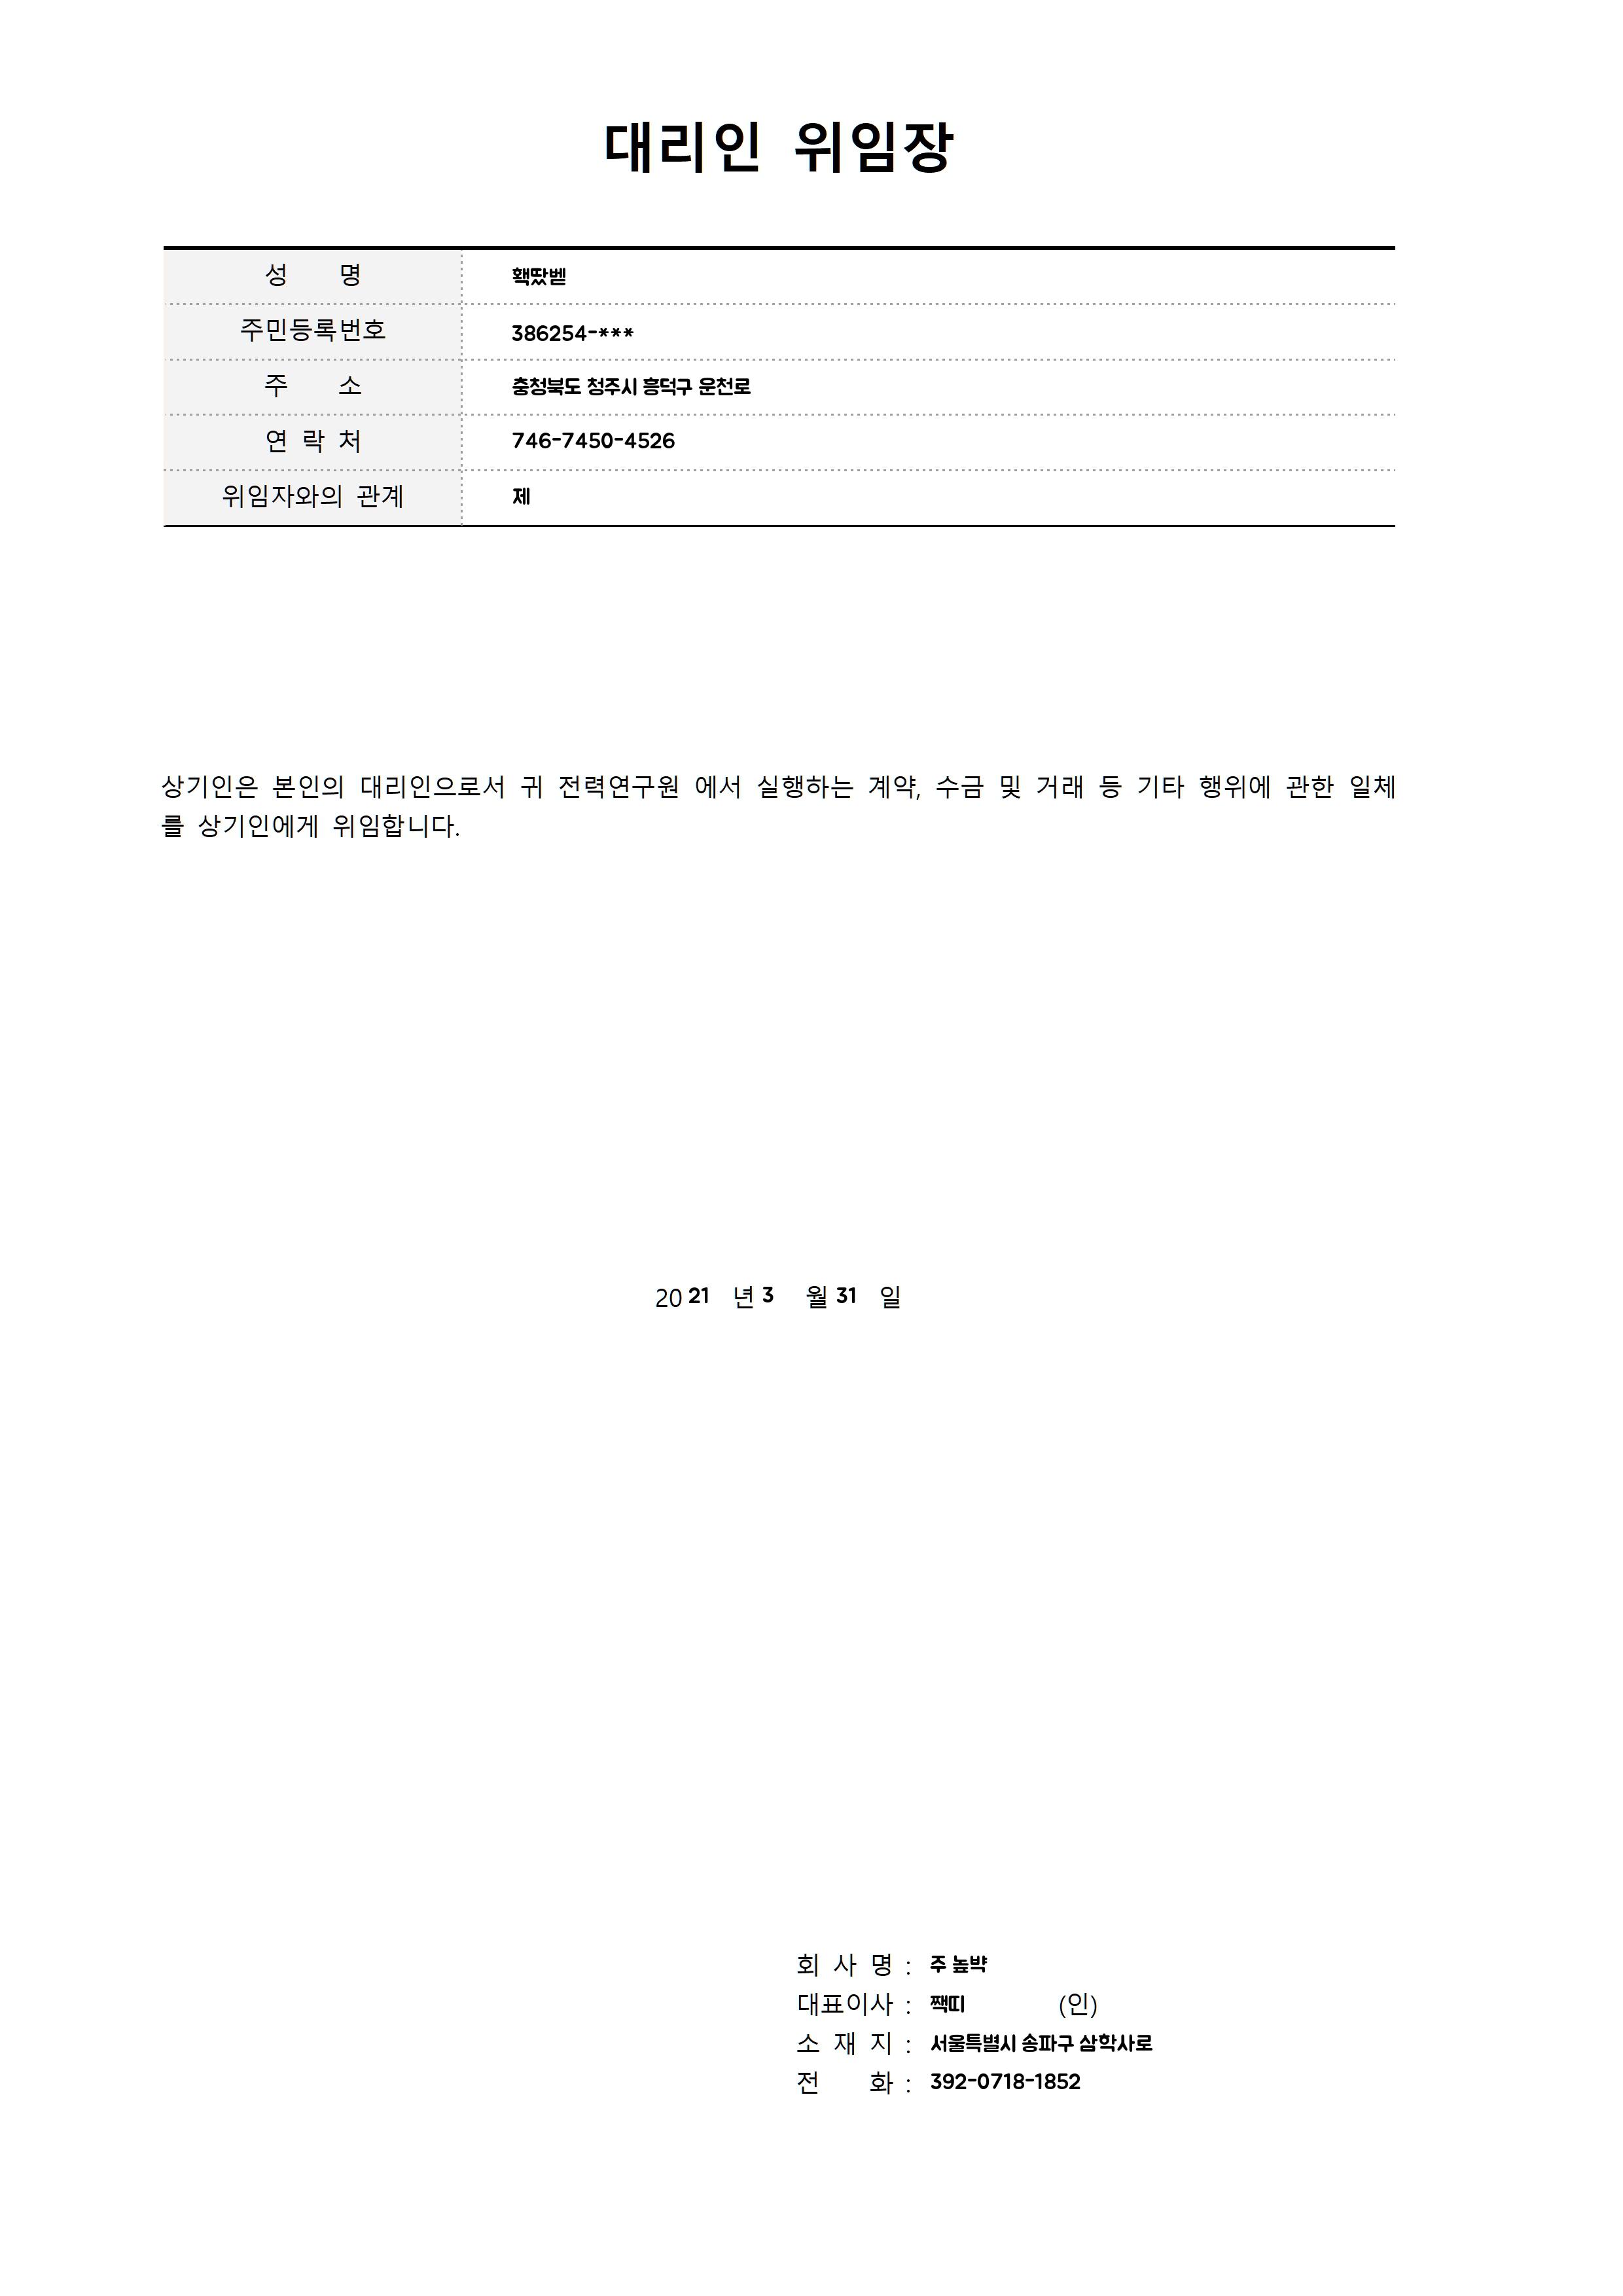 대리인 위임장
성 명 홱땄벧
주민등록번호 386254-***
주 소 충청북도 청주시 흥덕구 운천로
연 락 처 746-7450-4526
위임자와의 관계 제
상기인은 본인의 대리인으로서 귀 전력연구원 에서 실행하는 계약, 수금 및 거래 등 기타 행위에 관한 일체
를 상기인에게 위임합니다.
20 21 년 3 월 31 일
회 사 명 : 주
대표이사 : 짹띠 (인)
소 재 지 : 서울특별시 송파구 삼학사로
전 화 : 392-0718-1852